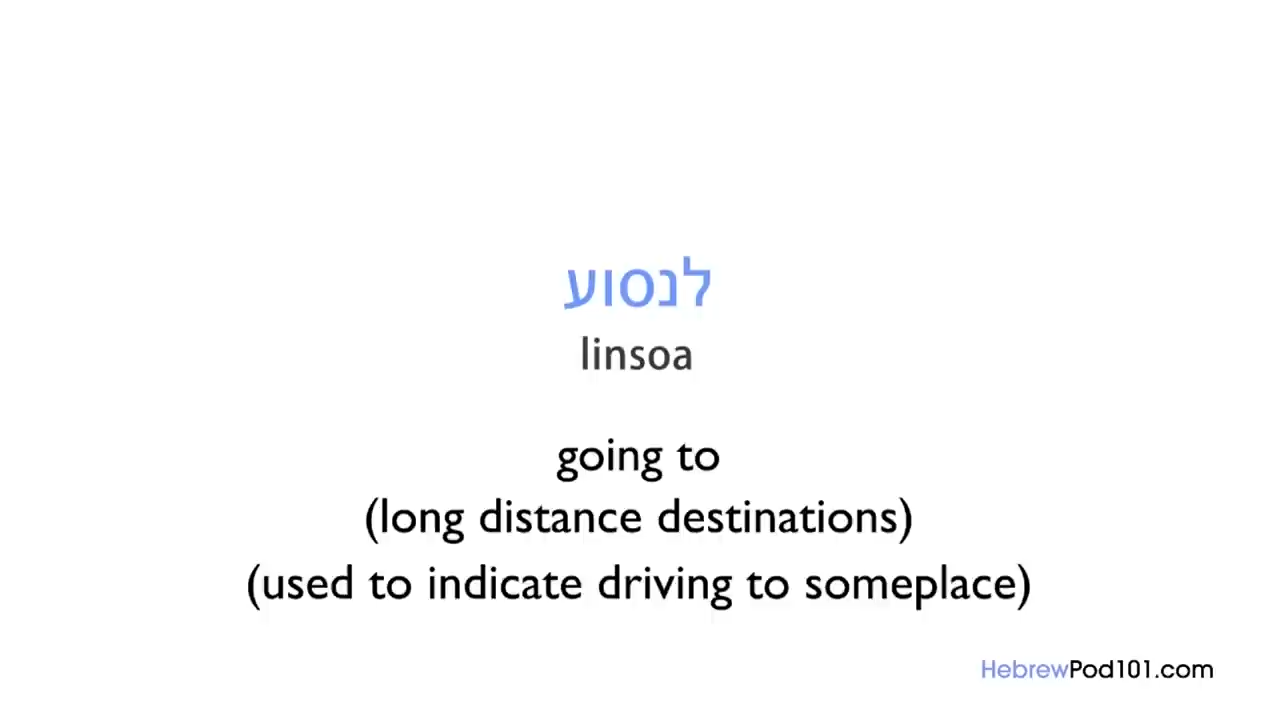 לנסוע
linsoa
going to
(long distance destinations)
(used to indicate driving to someplace)
HebrewPod101.com